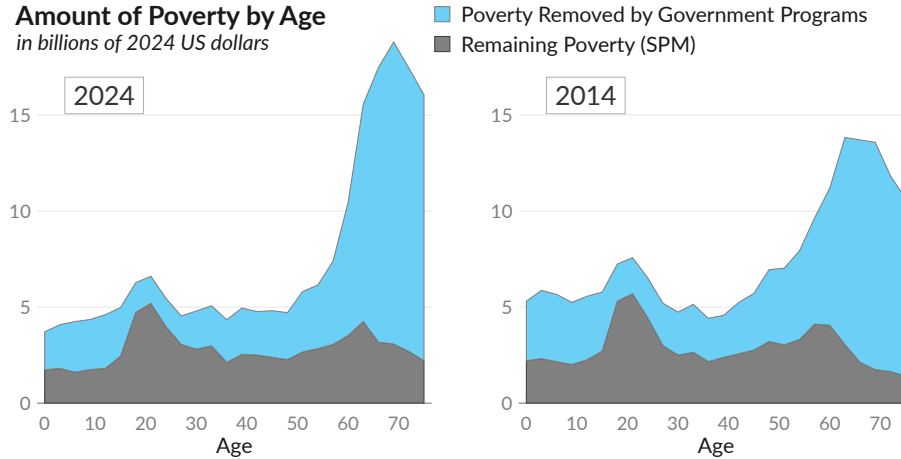 Amount of Poverty by Age
in billions of 2024 US dollars
Poverty Removed by Government Programs
Remaining Poverty (SPM)
2024
15
10
5
0
0 10 20 30 40 50 60 70
Age
2014
15
10
5
0
0 10 20 30 40 50 60 70
Age